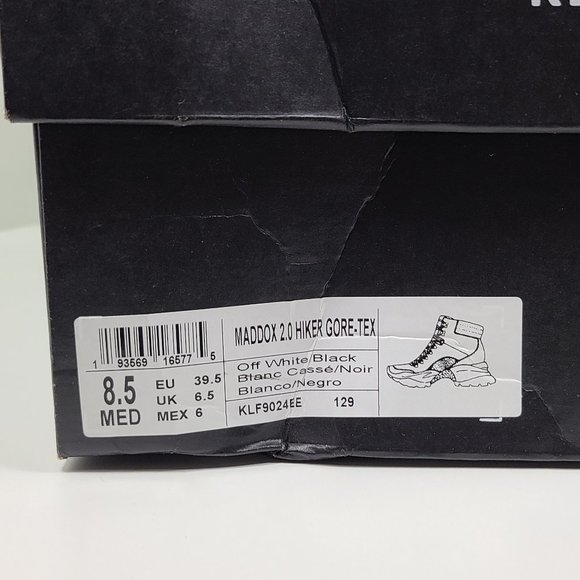 MADDOX 2.0 HIKER GORE-TEX
1 93569 16577 5
Off White/Black
Blanc Cassé/Noir
Blanco/Negro
8.5 EU 39.5
UK 6.5
MED MEX 6
KLF9024EE 129